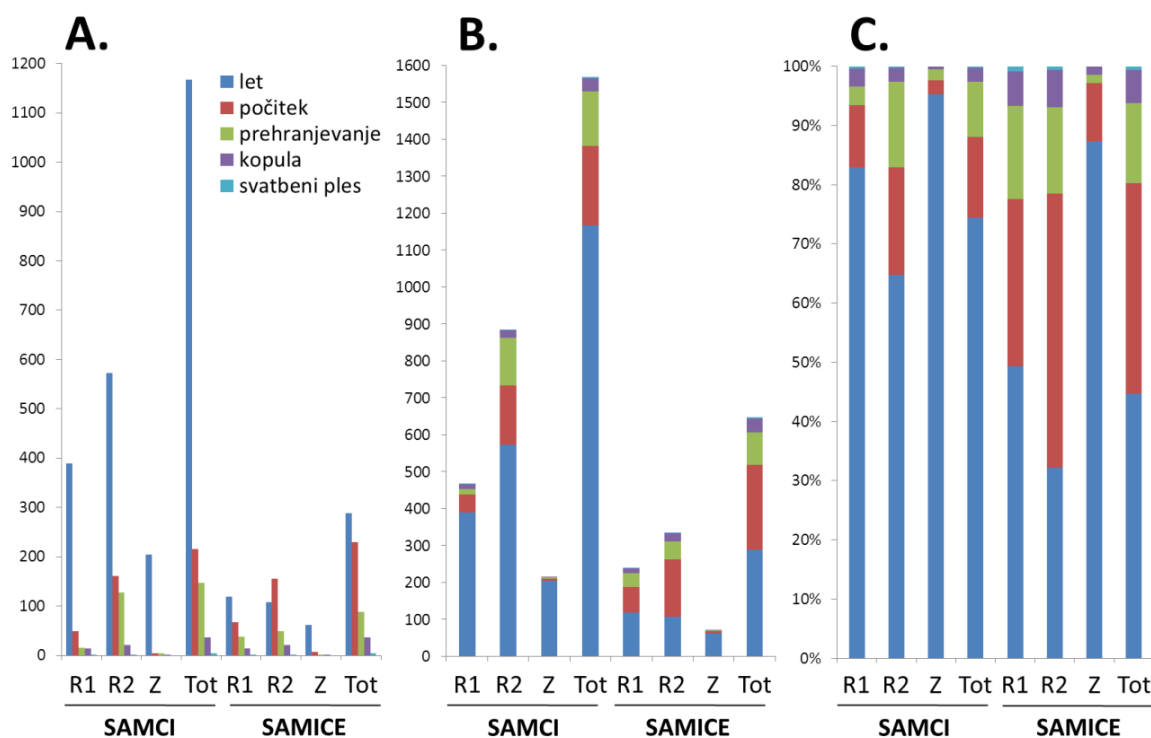 A.
1200
1100
1000
900
800
700
600
500
400
300
200
100
0
let
počitek
prehranjevanje
kopula
svatbeni ples
R1 R2 Z Tot R1 R2 Z Tot
SAMCI SAMICE
B.
1600
1500
1400
1300
1200
1100
1000
900
800
700
600
500
400
300
200
100
0
R1 R2 Z Tot R1 R2 Z Tot
SAMCI SAMICE
C.
100%
90%
80%
70%
60%
50%
40%
30%
20%
10%
0%
R1 R2 Z Tot R1 R2 Z Tot
SAMCI SAMICE